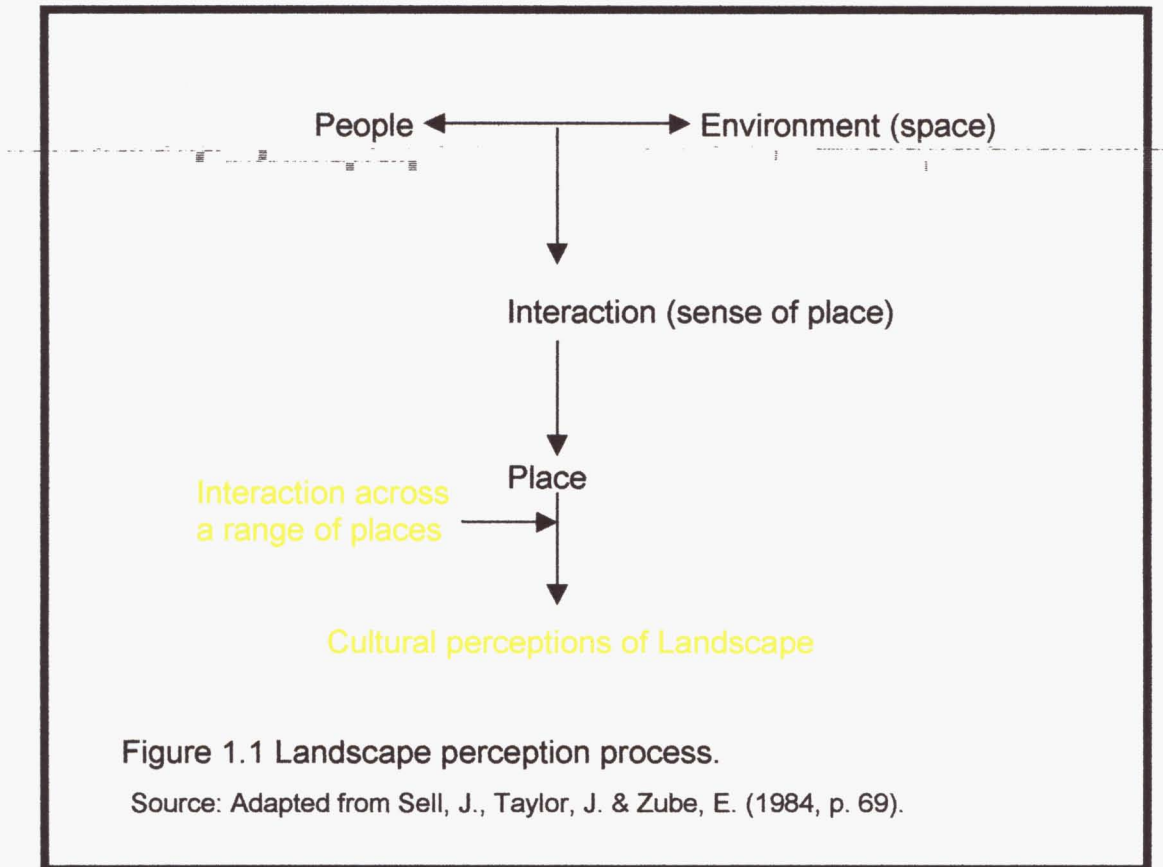 People Environment (space)
Interaction (sense of place)
Place
Interaction across
a range of places
Cultural perceptions of Landscape
Figure 1.1 Landscape perception process.
Source: Adapted from Sell, J., Taylor, J. & Zube, E. (1984, p. 69).